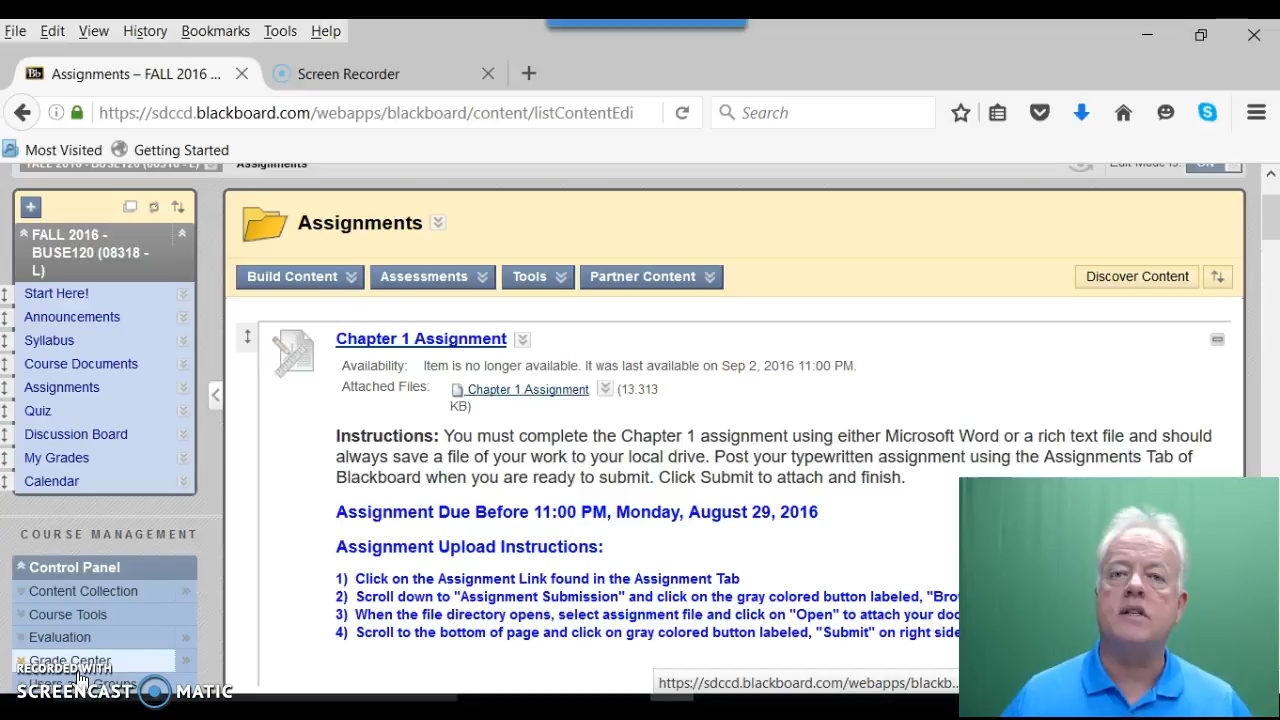 File Edit View History Bookmarks Tools Help
Assignments – FALL 2016 ...
Screen Recorder
https://sdccd.blackboard.com/webapps/blackboard/content/listContentEdi
Search
Most Visited Getting Started
FALL 2016 - BUSE120 (08318 - L)
Assignments
Edit Mode is: ON
FALL 2016 -
BUSE120 (08318 -
L)
Start Here!
Announcements
Syllabus
Course Documents
Assignments
Quiz
Discussion Board
My Grades
Calendar
COURSE MANAGEMENT
Control Panel
Content Collection
Course Tools
Evaluation
Grade Center
Assignments
Build Content Assessments Tools Partner Content Discover Content
Chapter 1 Assignment
Availability: Item is no longer available. It was last available on Sep 2, 2016 11:00 PM.
Attached Files: Chapter 1 Assignment (13.313
KB)
Instructions: You must complete the Chapter 1 assignment using either Microsoft Word or a rich text file and should
always save a file of your work to your local drive. Post your typewritten assignment using the Assignments Tab of
Blackboard when you are ready to submit. Click Submit to attach and finish.
Assignment Due Before 11:00 PM, Monday, August 29, 2016
Assignment Upload Instructions:
1) Click on the Assignment Link found in the Assignment Tab
2) Scroll down to "Assignment Submission" and click on the gray colored button labeled, "Bro
3) When the file directory opens, select assignment file and click on "Open" to attach your doc
4) Scroll to the bottom of page and click on gray colored button labeled, "Submit" on right side
https://sdccd.blackboard.com/webapps/blackb...
RECORDED WITH
SCREENCAST MATIC